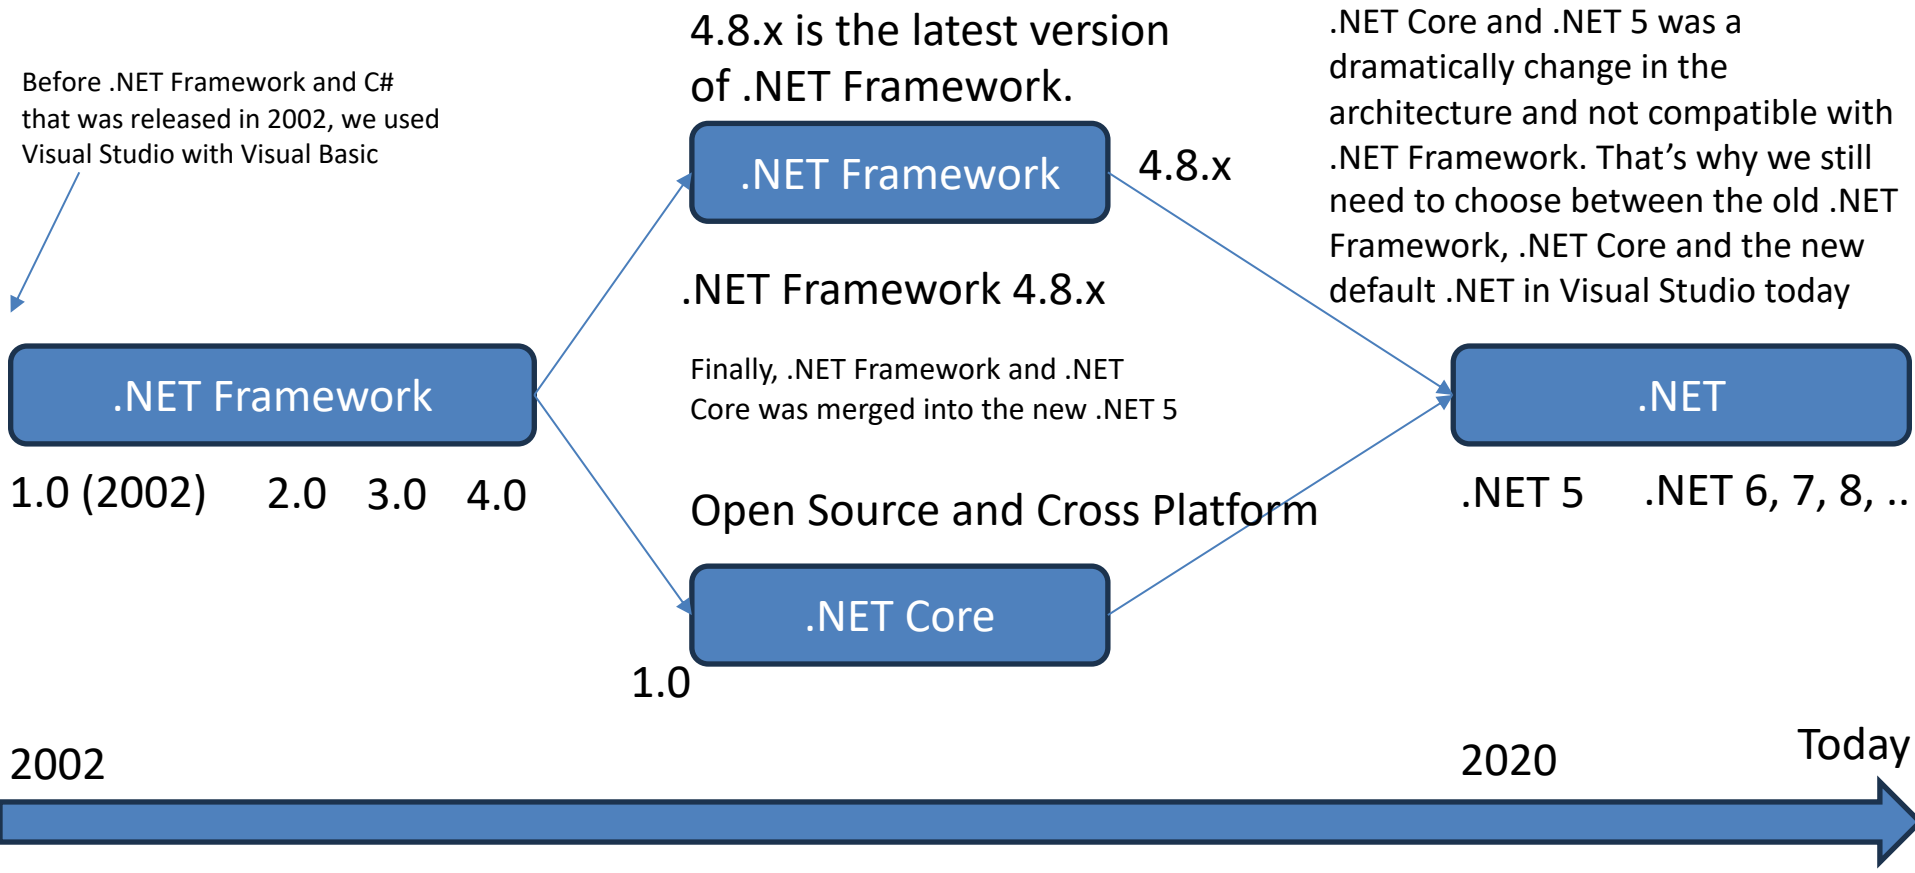 Before .NET Framework and C#
that was released in 2002, we used
Visual Studio with Visual Basic
.NET Framework
1.0 (2002)
2.0
3.0
4.0
4.8.x is the latest version
of .NET Framework.
.NET Framework
4.8.x
.NET Framework 4.8.x
Finally, .NET Framework and .NET
Core was merged into the new .NET 5
Open Source and Cross Platform
.NET Core
1.0
.NET Core and .NET 5 was a
dramatically change in the
architecture and not compatible with
.NET Framework. That’s why we still
need to choose between the old .NET
Framework, .NET Core and the new
default .NET in Visual Studio today
.NET
.NET 5
.NET 6, 7, 8, ..
2002
2020
Today